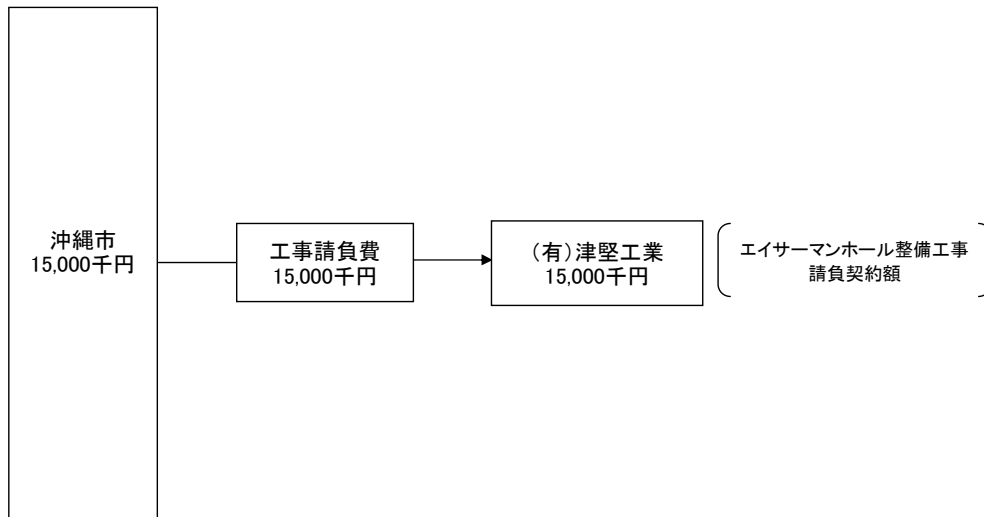 沖縄市
15,000千円
工事請負費
15,000千円
(有)津堅工業
15,000千円
エイサーマンホール整備工事
請負契約額